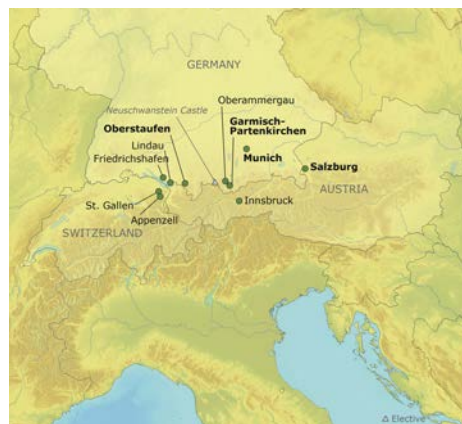 GERMANY
Oberammergau
Neuschwanstein Castle
Garmisch-
Partenkirchen
Oberstaufen
Lindau
Munich
Friedrichshafen
Salzburg
AUSTRIA
St. Gallen
Innsbruck
Appenzell
SWITZERLAND
△ Elective